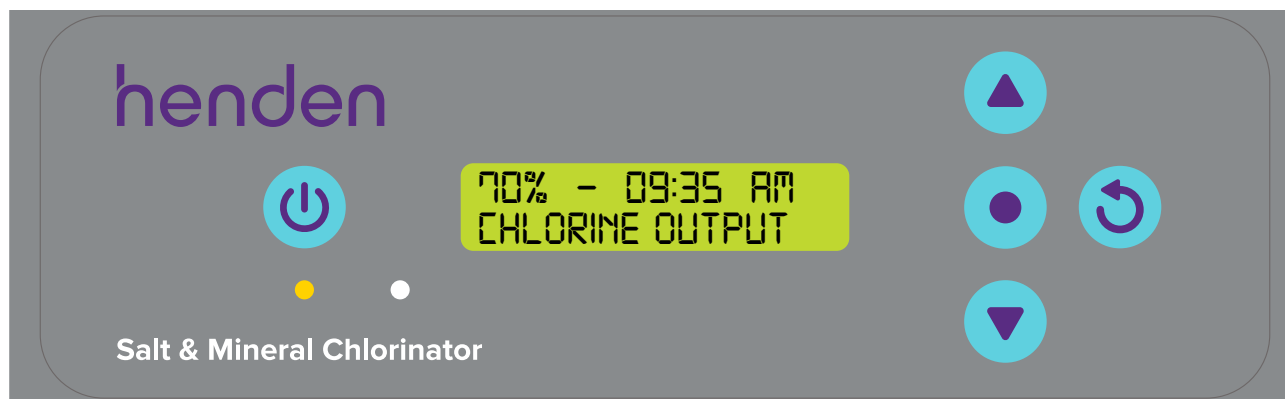 henden
70% - 09:35 AM
CHLORINE OUTPUT
Salt & Mineral Chlorinator